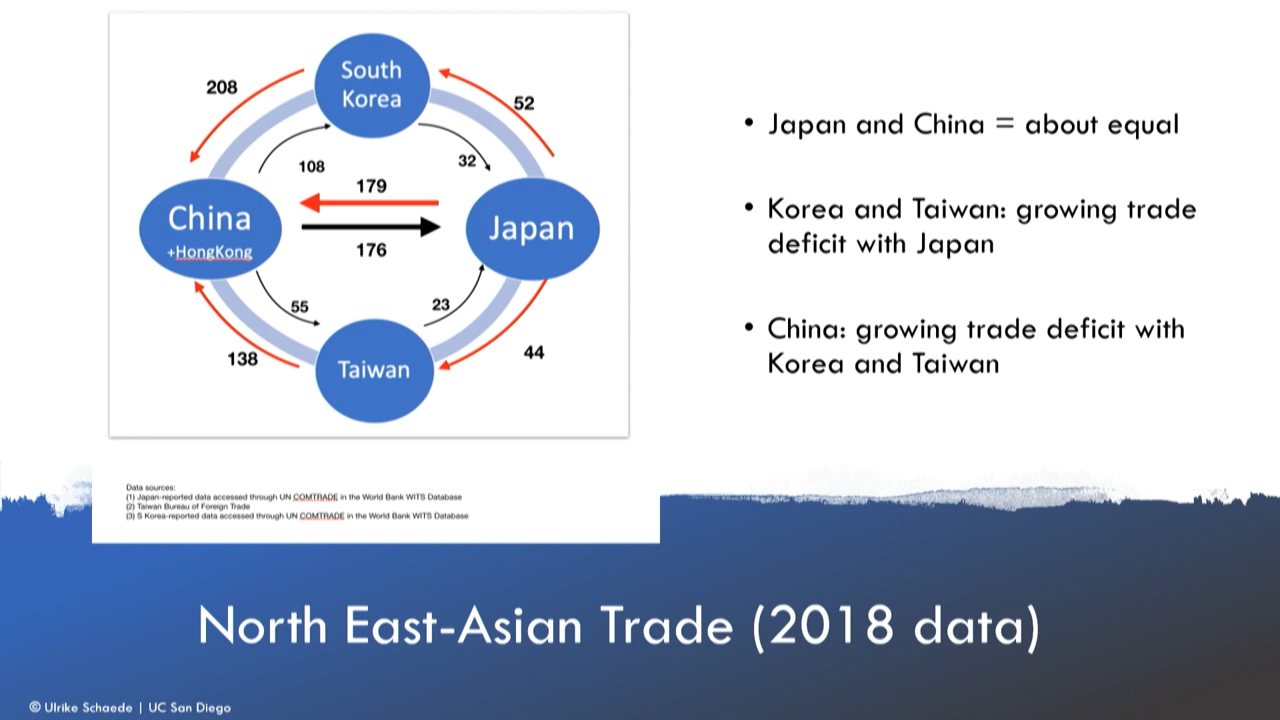 South
Korea
208
52
108
32
179
China
+HongKong
Japan
176
55
23
138
44
Taiwan
• Japan and China = about equal
• Korea and Taiwan: growing trade
deficit with Japan
• China: growing trade deficit with
Korea and Taiwan
Data sources:
(1) Japan-reported data accessed through UN COMTRADE in the World Bank WITS Database
(2) Taiwan Bureau of Foreign Trade
(3) S Korea-reported data accessed through UN COMTRADE in the World Bank WITS Database
North East-Asian Trade (2018 data)
© Ulrike Schaede | UC San Diego